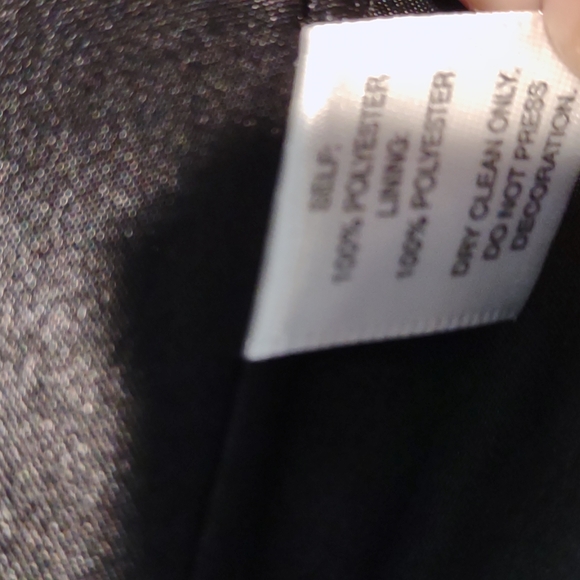 SELF:
100% POLYESTER
LINING:
100% POLYESTER
DRY CLEAN ONLY.
DO NOT PRESS
DECORATION.